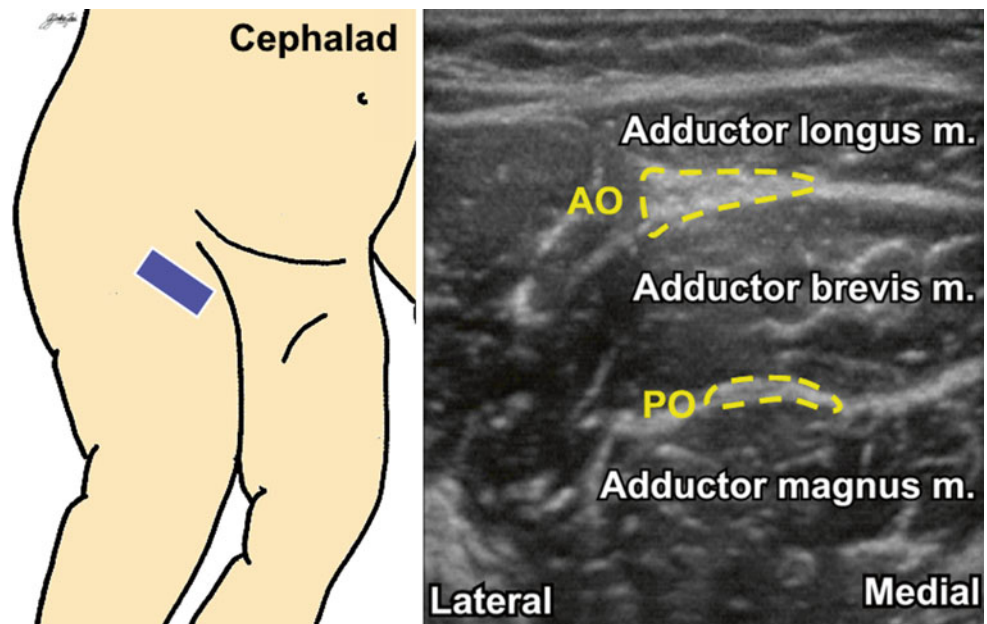 Cephalad
Adductor longus m.
AO
Adductor brevis m.
PO
Adductor magnus m.
Lateral
Medial